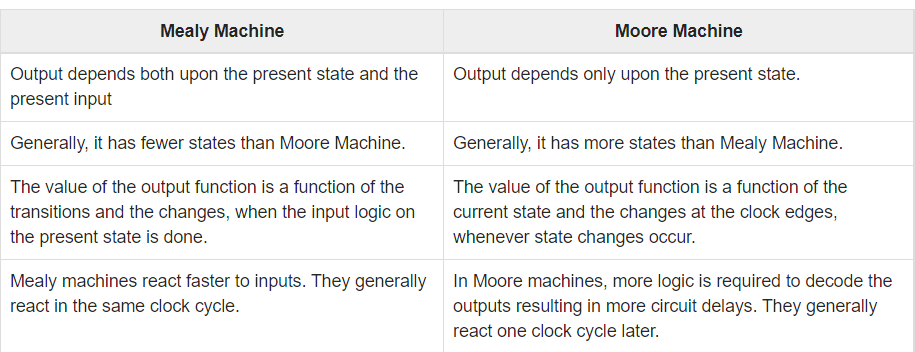 Mealy Machine
Moore Machine
Output depends both upon the present state and the
present input
Output depends only upon the present state.
Generally, it has fewer states than Moore Machine.
Generally, it has more states than Mealy Machine.
The value of the output function is a function of the
transitions and the changes, when the input logic on
the present state is done.
The value of the output function is a function of the
current state and the changes at the clock edges,
whenever state changes occur.
Mealy machines react faster to inputs. They generally
react in the same clock cycle.
In Moore machines, more logic is required to decode the
outputs resulting in more circuit delays. They generally
react one clock cycle later.